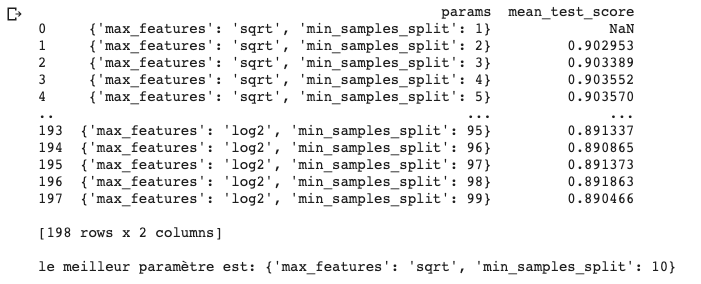 params mean_test_score
0 {'max_features': 'sqrt', 'min_samples_split': 1} NaN
1 {'max_features': 'sqrt', 'min_samples_split': 2} 0.902953
2 {'max_features': 'sqrt', 'min_samples_split': 3} 0.903389
3 {'max_features': 'sqrt', 'min_samples_split': 4} 0.903552
4 {'max_features': 'sqrt', 'min_samples_split': 5} 0.903570
.. ... ...
193 {'max_features': 'log2', 'min_samples_split': 95} 0.891337
194 {'max_features': 'log2', 'min_samples_split': 96} 0.890865
195 {'max_features': 'log2', 'min_samples_split': 97} 0.891373
196 {'max_features': 'log2', 'min_samples_split': 98} 0.891863
197 {'max_features': 'log2', 'min_samples_split': 99} 0.890466
[198 rows x 2 columns]
le meilleur paramètre est: {'max_features': 'sqrt', 'min_samples_split': 10}